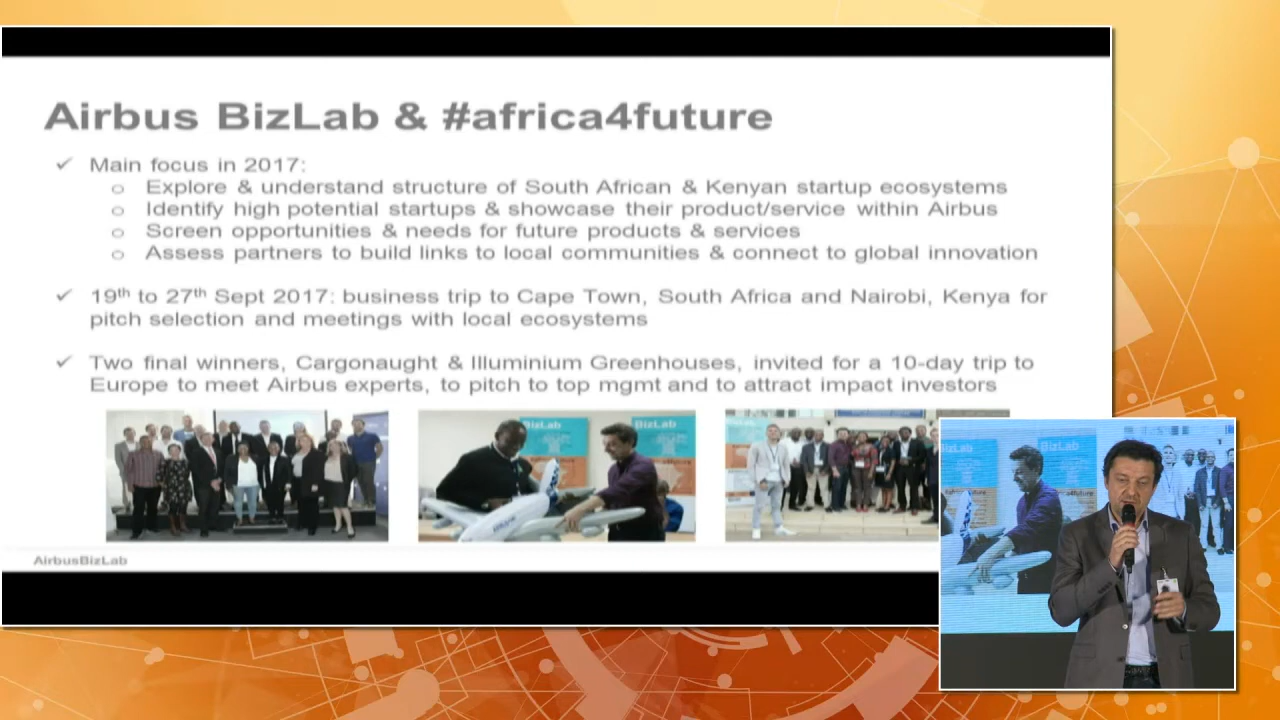 Airbus BizLab & #africa4future
✓ Main focus in 2017:
o Explore & understand structure of South African & Kenyan startup ecosystems
o Identify high potential startups & showcase their product/service within Airbus
o Screen opportunities & needs for future products & services
o Assess partners to build links to local communities & connect to global innovation
✓ 19th to 27th Sept 2017: business trip to Cape Town, South Africa and Nairobi, Kenya for
pitch selection and meetings with local ecosystems
✓ Two final winners, Cargonaught & Illuminium Greenhouses, invited for a 10-day trip to
Europe to meet Airbus experts, to pitch to top mgmt and to attract impact investors
BizLab
BizLab
BizLab
AirbusBizLab
BizLab
BizLab
africa4future